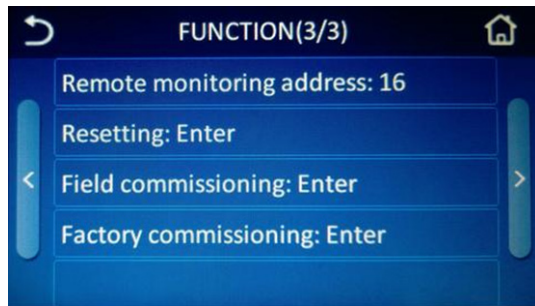 FUNCTION(3/3)
Remote monitoring address: 16
Resetting: Enter
Field commissioning: Enter
Factory commissioning: Enter